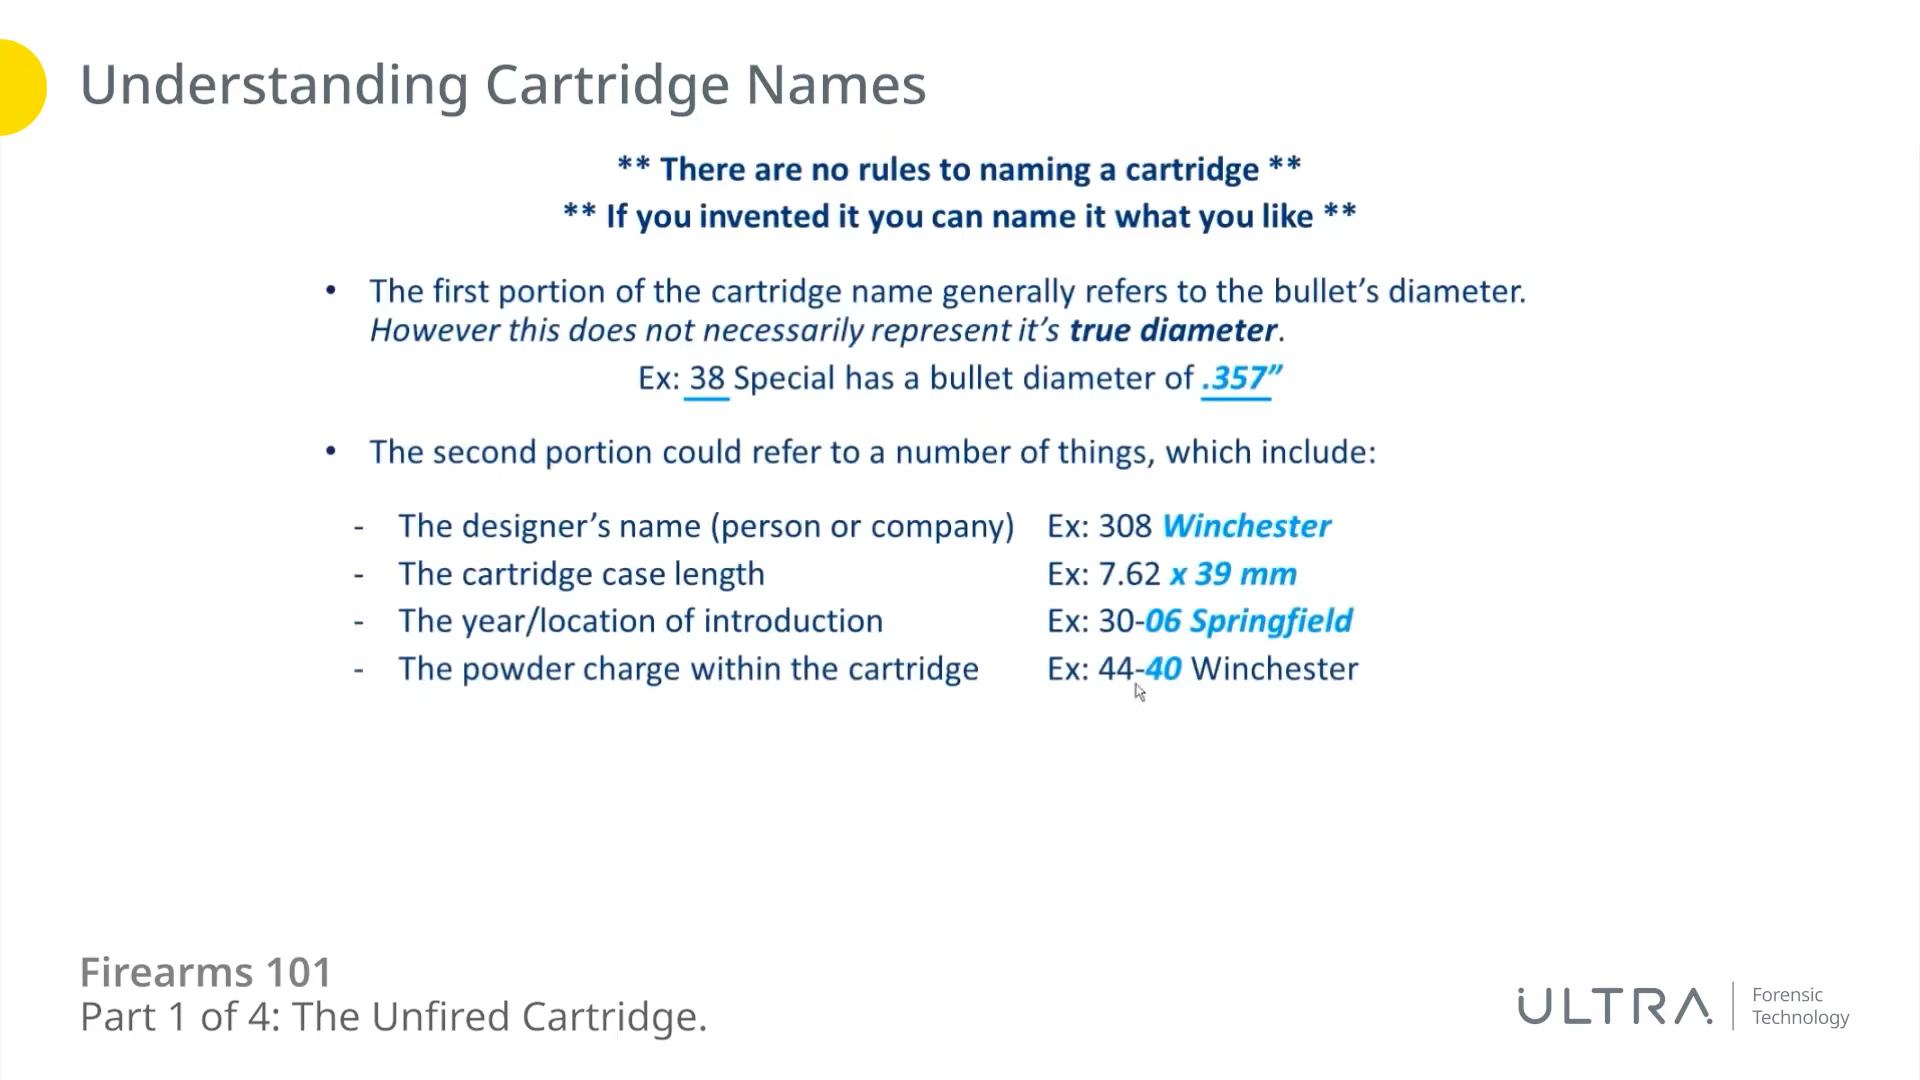 Understanding Cartridge Names
** There are no rules to naming a cartridge **
** If you invented it you can name it what you like **
• The first portion of the cartridge name generally refers to the bullet’s diameter.
However this does not necessarily represent it’s true diameter.
Ex: 38 Special has a bullet diameter of .357”
• The second portion could refer to a number of things, which include:
- The designer’s name (person or company) Ex: 308 Winchester
- The cartridge case length Ex: 7.62 x 39 mm
- The year/location of introduction Ex: 30-06 Springfield
- The powder charge within the cartridge Ex: 44-40 Winchester
Firearms 101
Part 1 of 4: The Unfired Cartridge.
ULTRA
Forensic
Technology